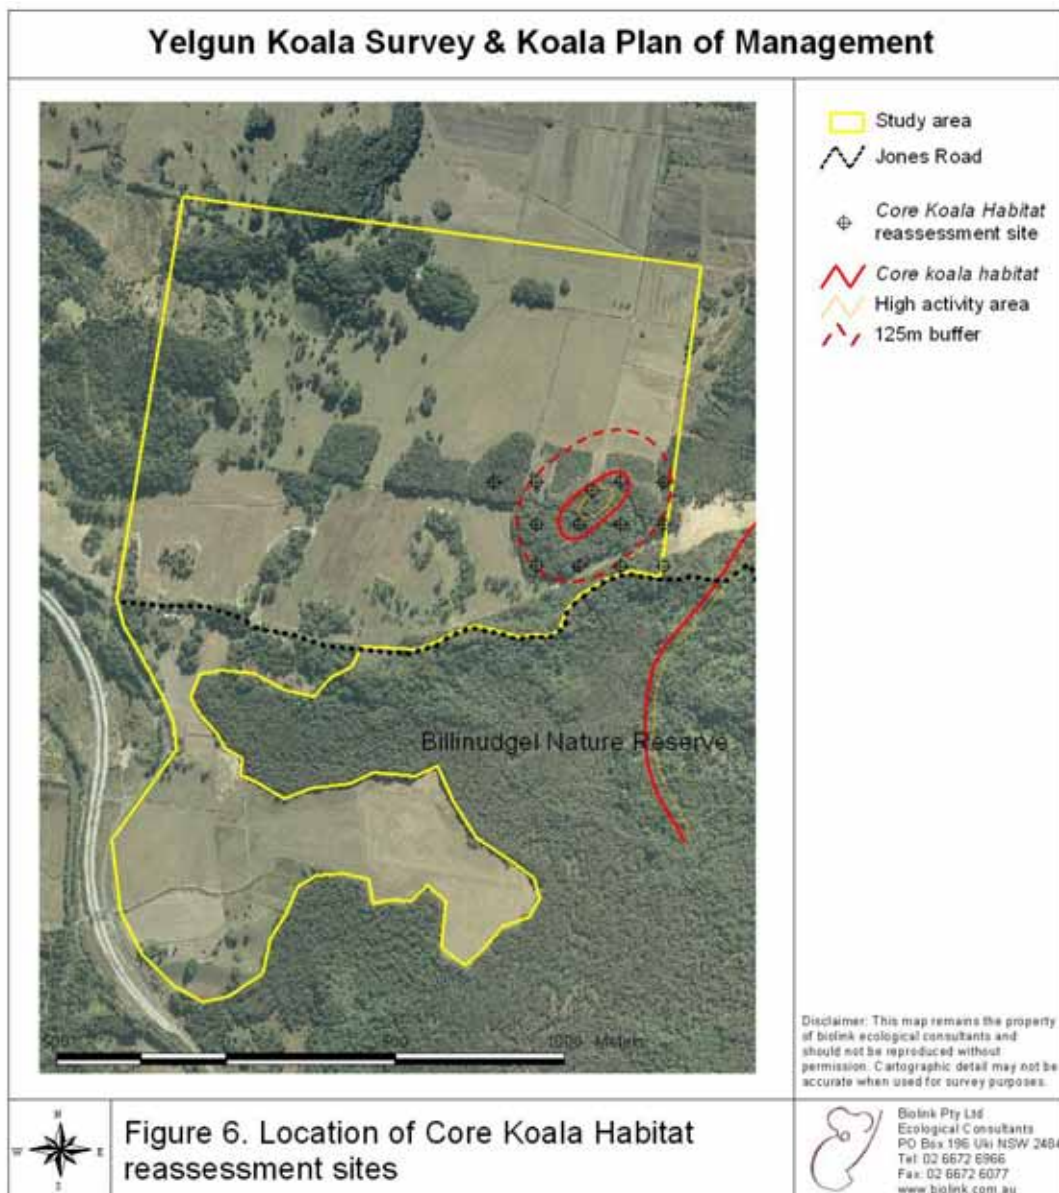 Yelgun Koala Survey & Koala Plan of Management
Study area
Jones Road
Core Koala Habitat
reassessment site
Core koala habitat
High activity area
125m buffer
Billinudgel Nature Reserve
500
0
500
1000 Meters
Disclaimer: This map remains the property
of biolink ecological consultants and
should not be reproduced without
permission. Cartographic detail may not be
accurate when used for survey purposes.
N
W
E
S
Figure 6. Location of Core Koala Habitat
reassessment sites
Biolink Pty Ltd
Ecological Consultants
PO Box 196 Uki NSW 2484
Tel: 02 6672 6966
Fax: 02 6672 6077
www.biolink.com.au